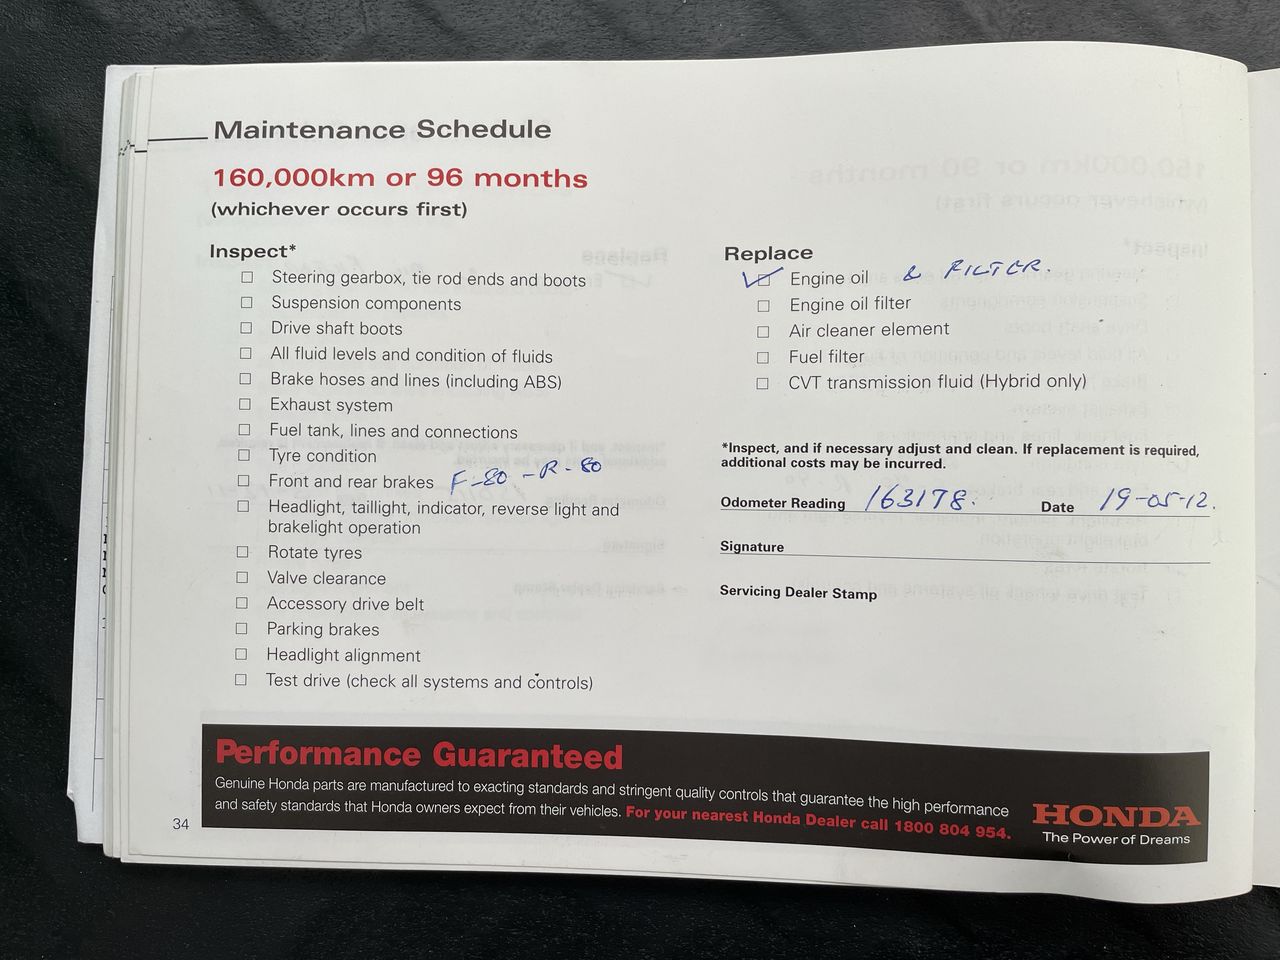 Maintenance Schedule
160,000km or 96 months
(whichever occurs first)
Inspect*
Steering gearbox, tie rod ends and boots
Suspension components
Drive shaft boots
All fluid levels and condition of fluids
Brake hoses and lines (including ABS)
Exhaust system
Fuel tank, lines and connections
Tyre condition
Front and rear brakes F-80 - R-80
Headlight, taillight, indicator, reverse light and
brakelight operation
Rotate tyres
Valve clearance
Accessory drive belt
Parking brakes
Headlight alignment
Test drive (check all systems and controls)
Replace
Engine oil & FILTER.
Engine oil filter
Air cleaner element
Fuel filter
CVT transmission fluid (Hybrid only)
*Inspect, and if necessary adjust and clean. If replacement is required,
additional costs may be incurred.
Odometer Reading 163178. Date 19-05-12.
Signature
Servicing Dealer Stamp
Performance Guaranteed
Genuine Honda parts are manufactured to exacting standards and stringent quality controls that guarantee the high performance
and safety standards that Honda owners expect from their vehicles. For your nearest Honda Dealer call 1800 804 954.
HONDA
The Power of Dreams
34